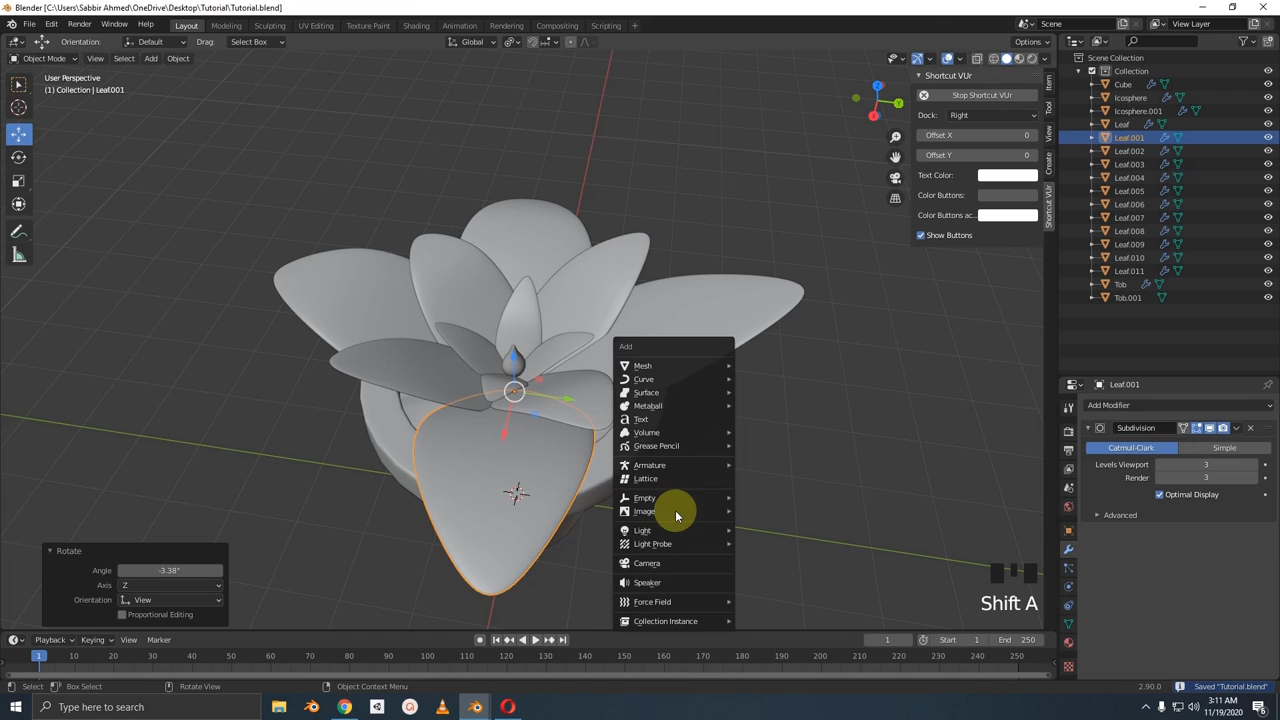 Blender [C:\Users\Sabbir Ahmed\OneDrive\Desktop\Tutorial\Tutorial.blend]
File Edit Render Window Help Layout Modeling Sculpting UV Editing Texture Paint Shading Animation Rendering Compositing Scripting + Scene View Layer
Orientation: Default Drag: Select Box Global Options
Object Mode View Select Add Object
User Perspective
(1) Collection | Leaf.001
Shortcut VUr
Stop Shortcut VUr
Dock: Right
Offset X 0
Offset Y 0
Text Color:
Color Buttons:
Color Buttons ac...
Show Buttons
Item
Tool
View
Create
Shortcut VUr
X
Y
Z
Scene Collection
Collection
Cube
Icosphere
Icosphere.001
Leaf
Leaf.001
Leaf.002
Leaf.003
Leaf.004
Leaf.005
Leaf.006
Leaf.007
Leaf.008
Leaf.009
Leaf.010
Leaf.011
Tob
Tob.001
Add
Mesh
Curve
Surface
Metaball
Text
Volume
Grease Pencil
Armature
Lattice
Empty
Image
Light
Light Probe
Camera
Speaker
Force Field
Collection Instance
Leaf.001
Add Modifier
Subdivision
Catmull-Clark Simple
Levels Viewport 3
Render 3
Optimal Display
Advanced
Rotate
Angle -3.38°
Axis Z
Orientation View
Proportional Editing
Shift A
Playback Keying View Marker 1 Start 1 End 250
1 10 20 30 40 50 60 70 80 90 100 110 120 130 140 150 160 170 180 190 200 210 220 230 240 250
Select Box Select Rotate View Object Context Menu 2.90.0 Saved "Tutorial.blend"
Type here to search
3:11 AM
11/19/2020
6